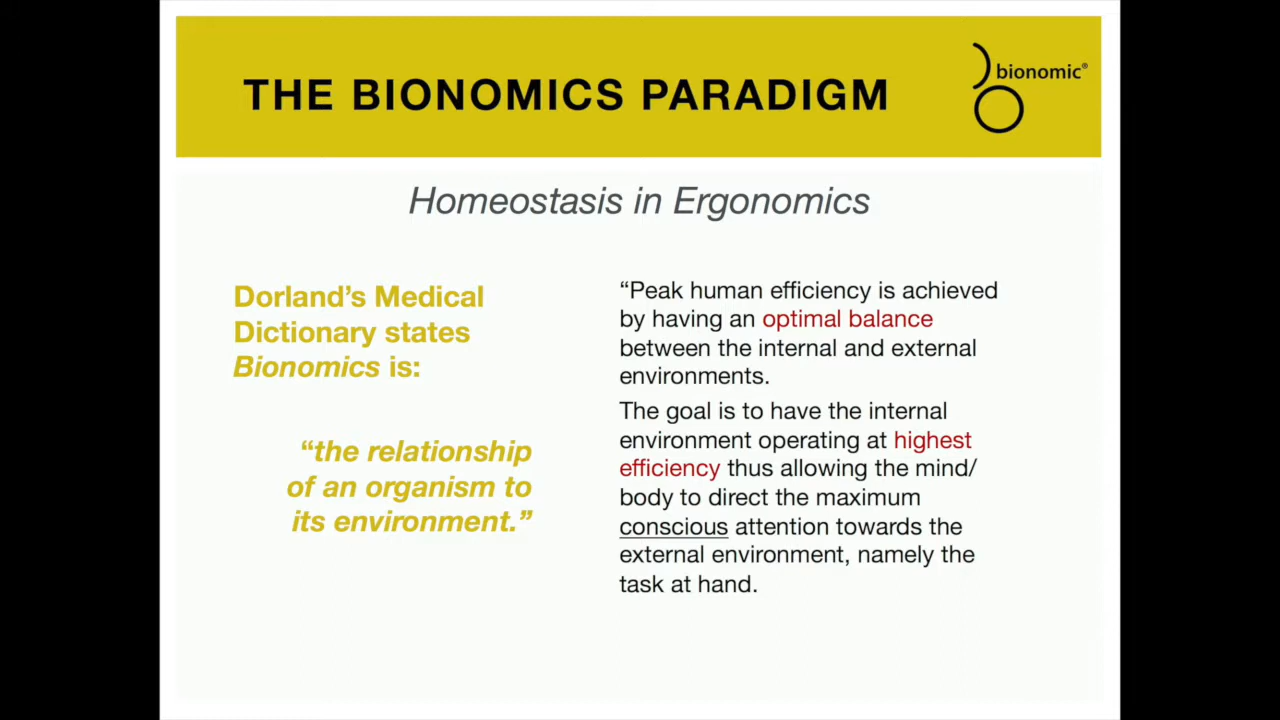 THE BIONOMICS PARADIGM
bionomic®
Homeostasis in Ergonomics
Dorland’s Medical
Dictionary states
Bionomics is:
“the relationship
of an organism to
its environment.”
“Peak human efficiency is achieved
by having an optimal balance
between the internal and external
environments.
The goal is to have the internal
environment operating at highest
efficiency thus allowing the mind/
body to direct the maximum
conscious attention towards the
external environment, namely the
task at hand.